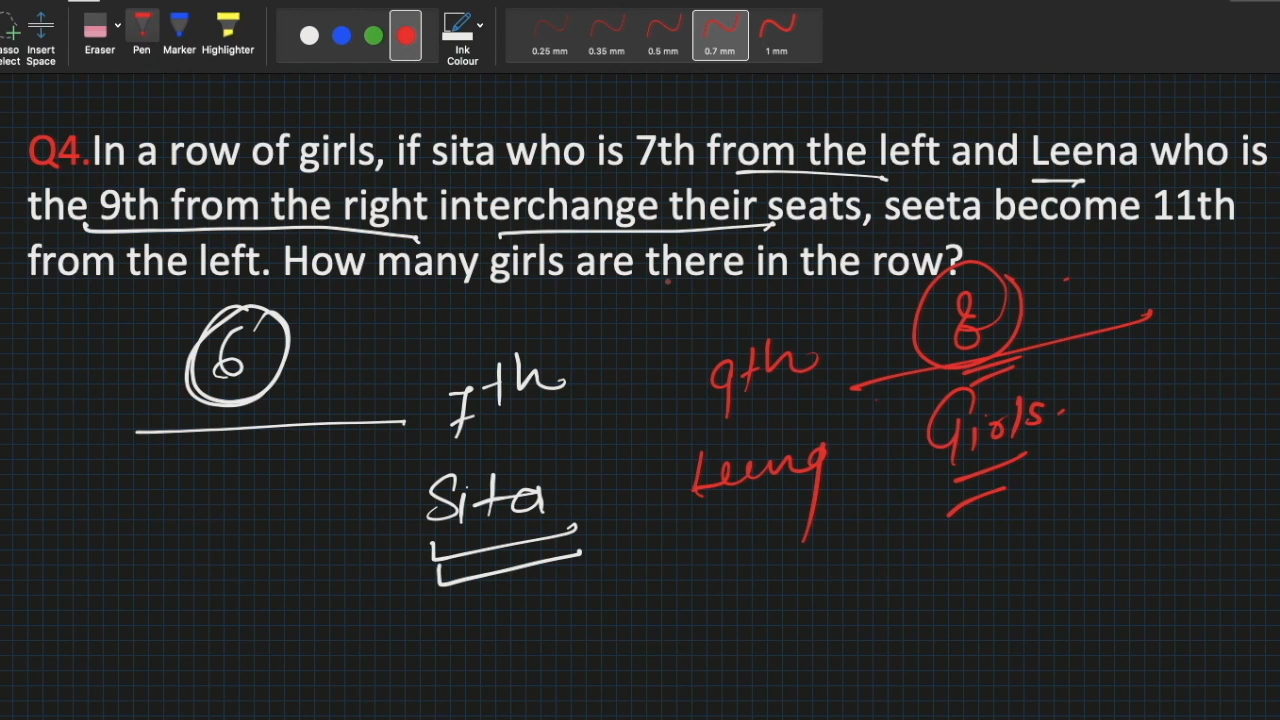 asso Insert Eraser Pen Marker Highlighter Ink 0.25 mm 0.35 mm 0.5 mm 0.7 mm 1 mm
elect Space Colour
Q4.In a row of girls, if sita who is 7th from the left and Leena who is
the 9th from the right interchange their seats, seeta become 11th
from the left. How many girls are there in the row?
6 8
7th 9th
Girls.
Sita Leena